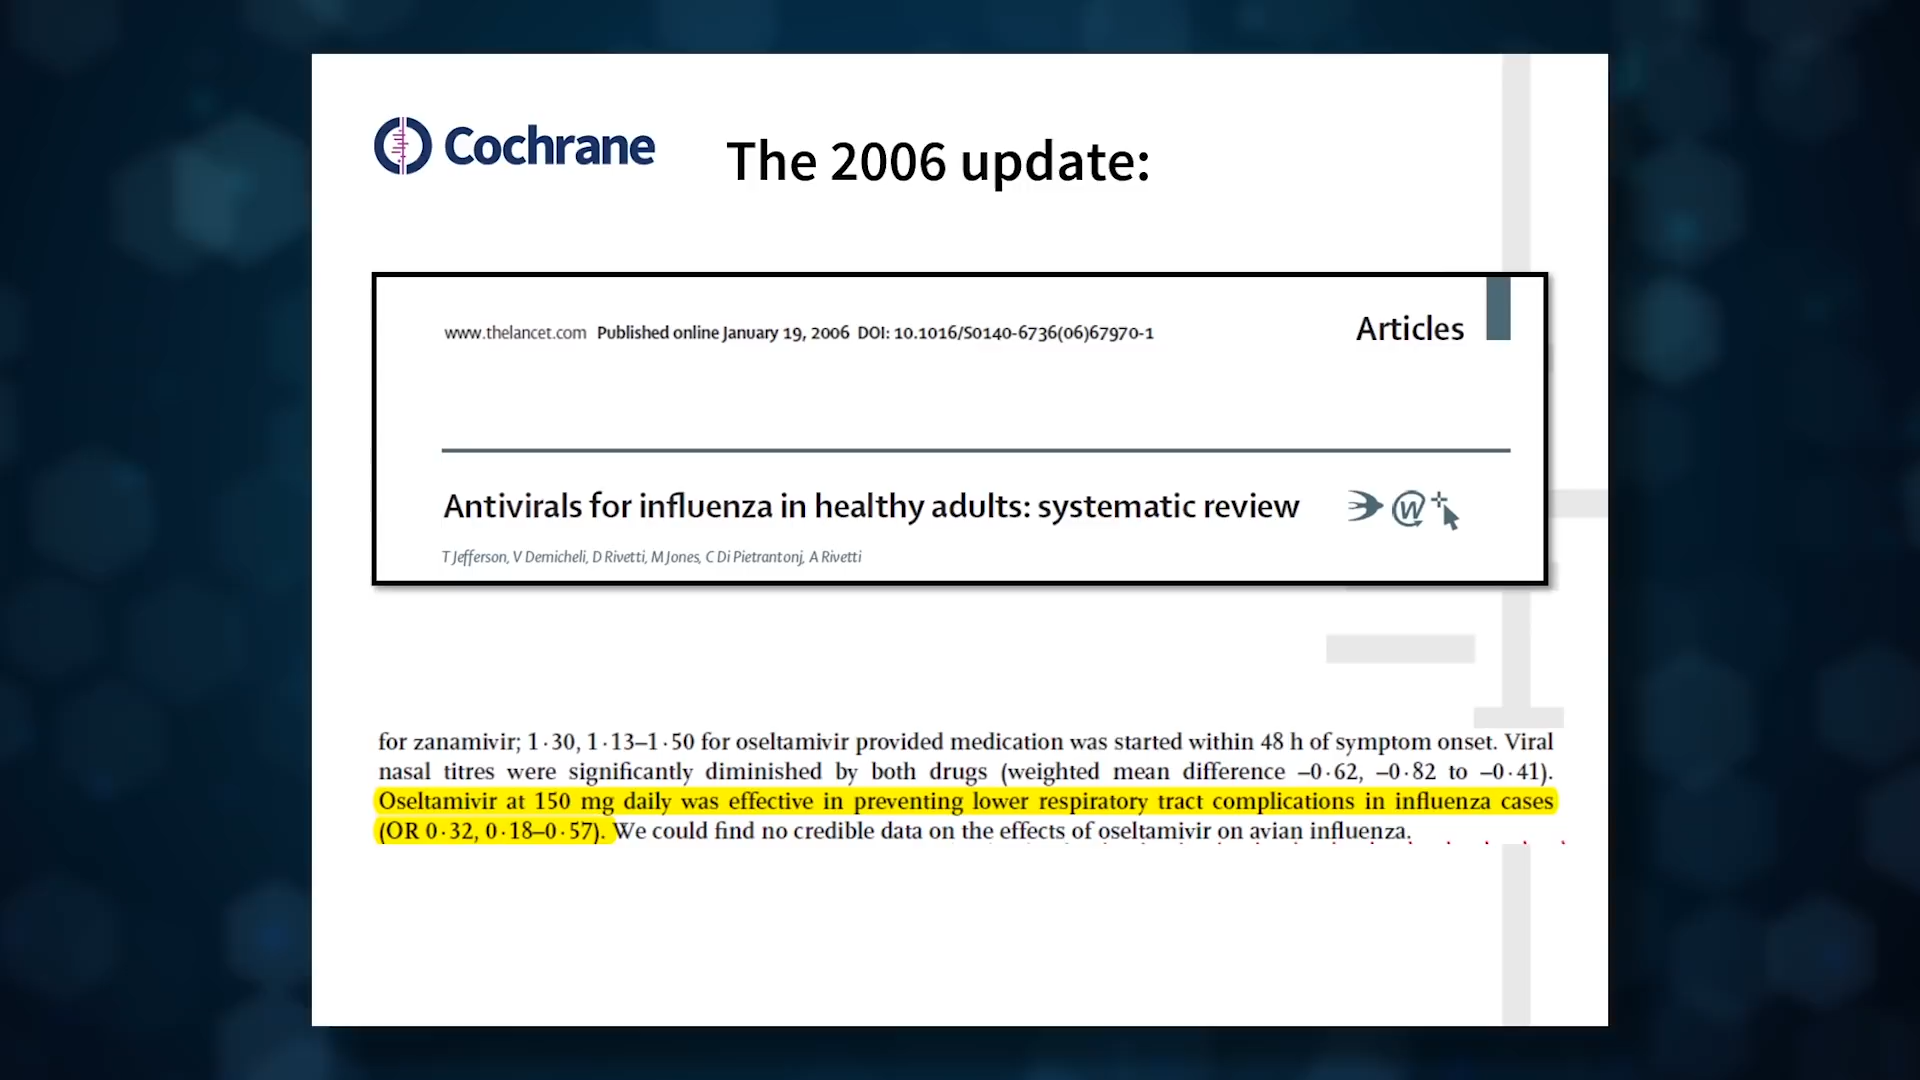 Cochrane
The 2006 update:
www.thelancet.com Published online January 19, 2006 DOI: 10.1016/S0140-6736(06)67970-1
Articles
Antivirals for influenza in healthy adults: systematic review
T Jefferson, V Demicheli, D Rivetti, M Jones, C Di Pietrantonj, A Rivetti
for zanamivir; 1·30, 1·13–1·50 for oseltamivir provided medication was started within 48 h of symptom onset. Viral
nasal titres were significantly diminished by both drugs (weighted mean difference –0·62, –0·82 to –0·41).
Oseltamivir at 150 mg daily was effective in preventing lower respiratory tract complications in influenza cases
(OR 0·32, 0·18–0·57). We could find no credible data on the effects of oseltamivir on avian influenza.